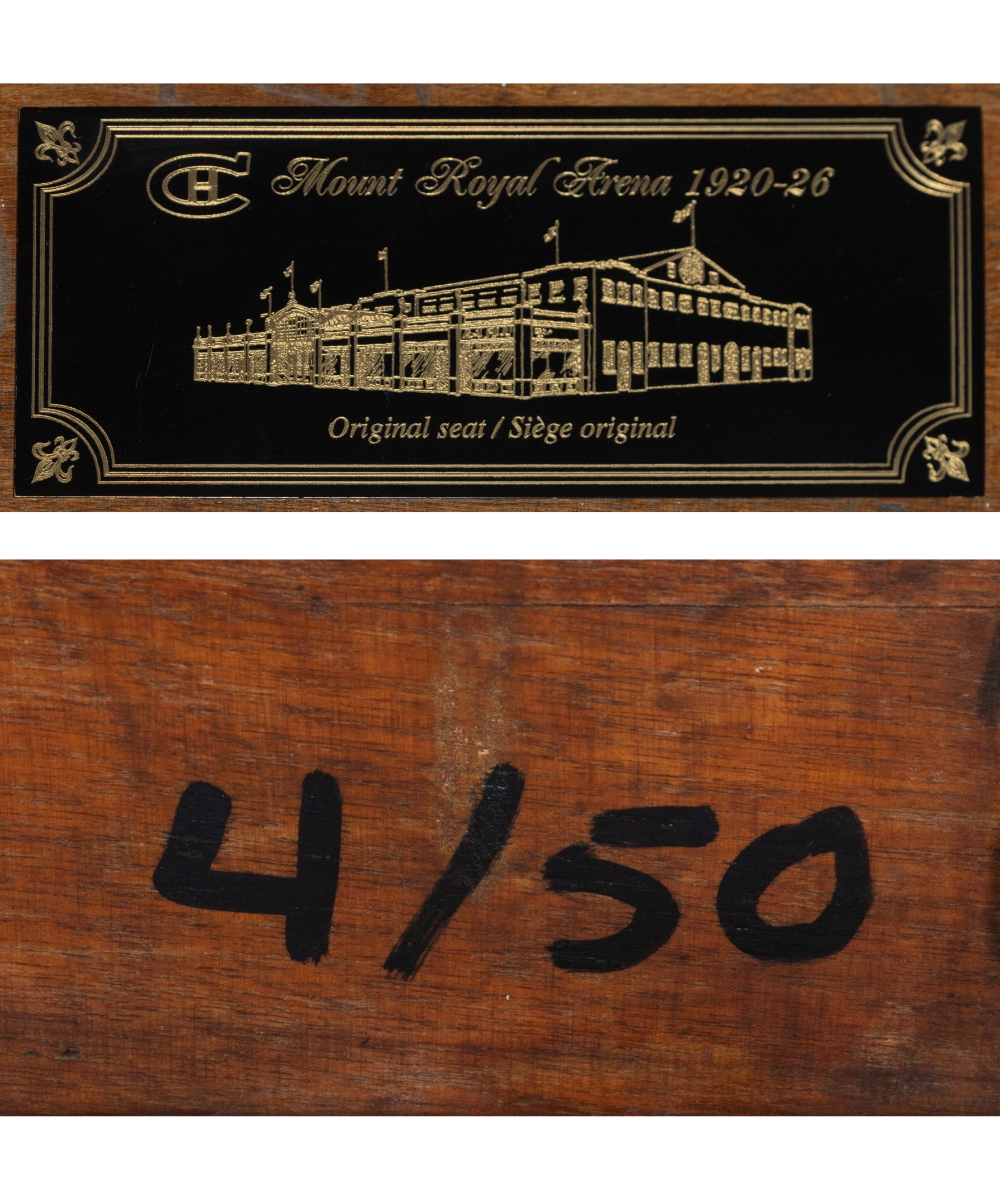 CH Mount Royal Arena 1920-26
Original seat / Siège original
4/50